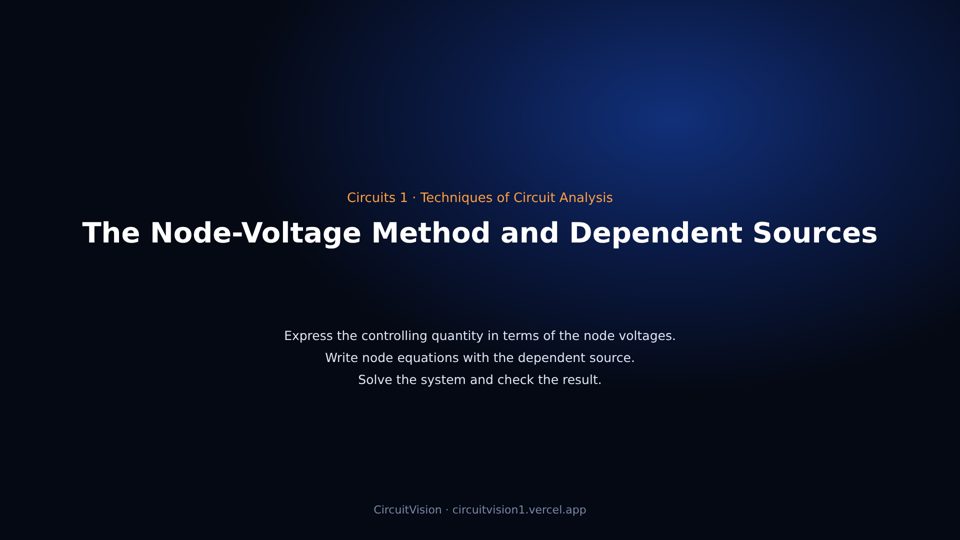 Circuits 1 · Techniques of Circuit Analysis
The Node-Voltage Method and Dependent Sources
Express the controlling quantity in terms of the node voltages.
Write node equations with the dependent source.
Solve the system and check the result.
CircuitVision · circuitvision1.vercel.app